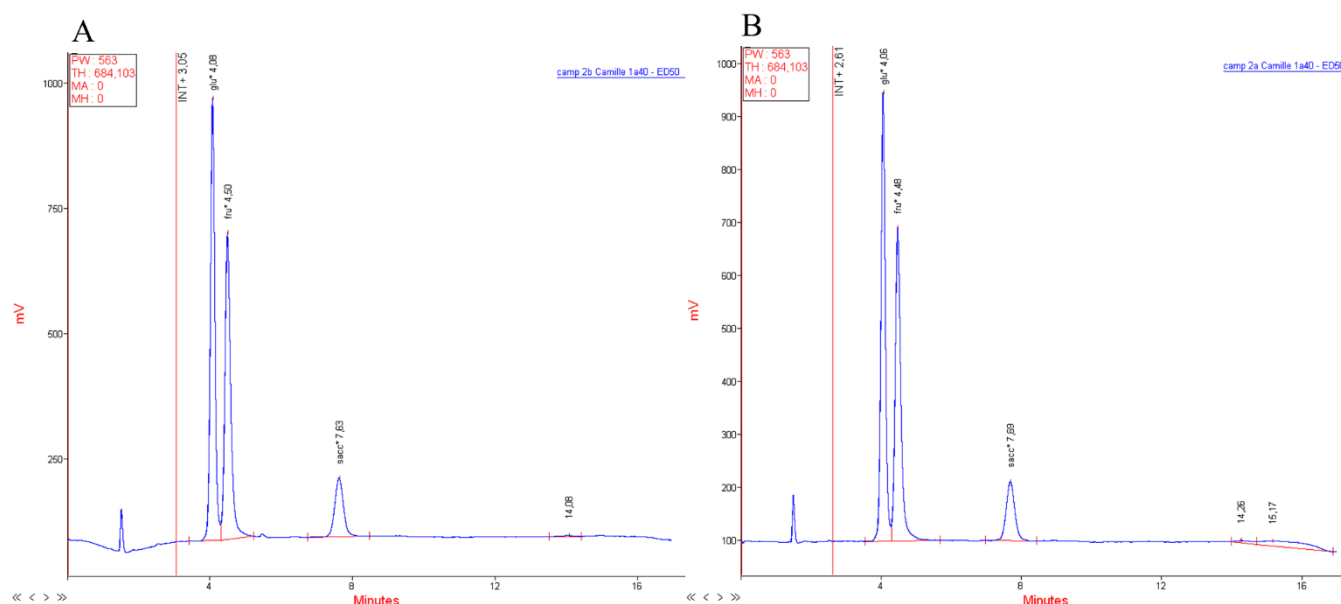 A
PW : 563
TH : 684,103
MA : 0
MH : 0
INT+ 3,05
glu* 4,08
fru* 4,50
sacc* 7,63
14,08
camp 2b Camille 1a40 - ED50
1000
750
500
250
mV
4
8
12
16
Minutes
« < > »
B
PW : 563
TH : 684,103
MA : 0
MH : 0
INT+ 2,61
glu* 4,06
fru* 4,48
sacc* 7,69
14,26
15,17
camp 2a Camille 1a40 - ED50
1000
900
800
700
600
500
400
300
200
100
mV
4
8
12
16
Minutes
« < > »